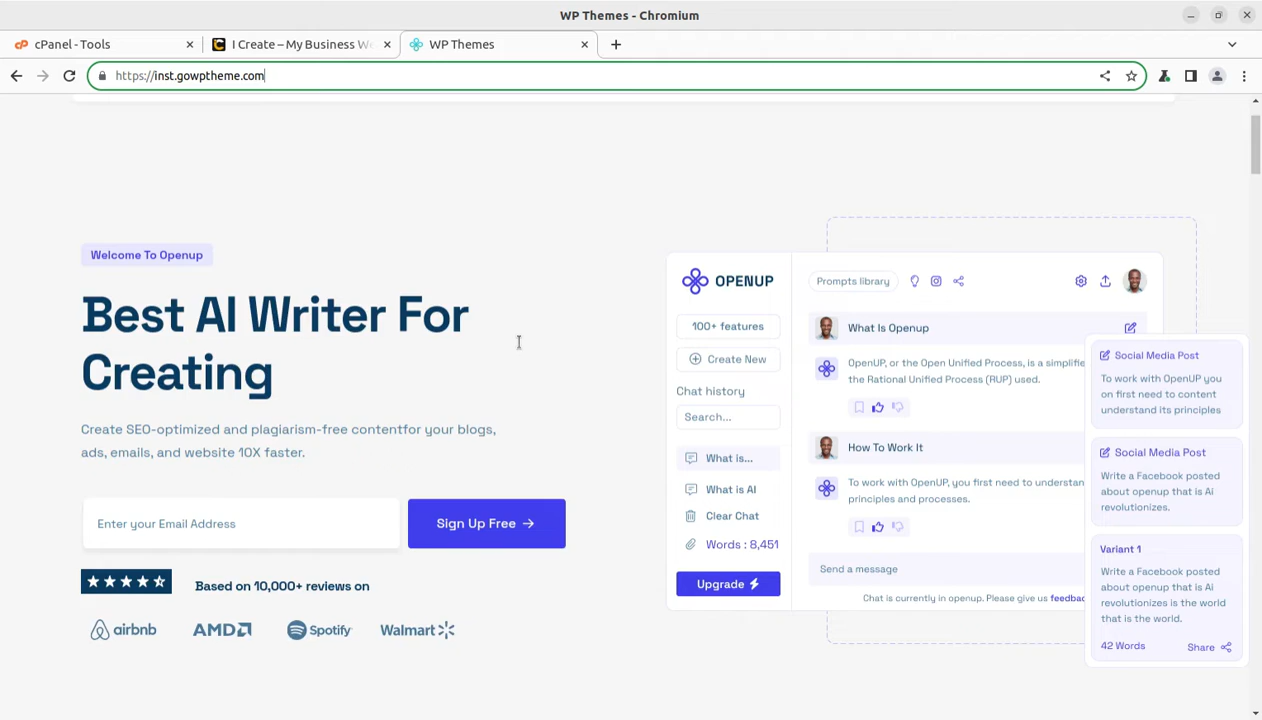 WP Themes - Chromium
cPanel - Tools
I Create – My Business W
WP Themes
https://inst.gowptheme.com
Welcome To Openup
Best AI Writer For
Creating
Create SEO-optimized and plagiarism-free contentfor your blogs,
ads, emails, and website 10X faster.
Enter your Email Address
Sign Up Free →
Based on 10,000+ reviews on
airbnb
AMD
Spotify
Walmart
OPENUP
100+ features
Create New
Chat history
Search...
What is...
What is AI
Clear Chat
Words : 8,451
Upgrade
Prompts library
What Is Openup
OpenUP, or the Open Unified Process, is a simplifie
the Rational Unified Process (RUP) used.
How To Work It
To work with OpenUP, you first need to understan
principles and processes.
Send a message
Chat is currently in openup. Please give us feedbac
Social Media Post
To work with OpenUP you
on first need to content
understand its principles
Social Media Post
Write a Facebook posted
about openup that is Ai
revolutionizes.
Variant 1
Write a Facebook posted
about openup that is Ai
revolutionizes is the world
that is the world.
42 Words
Share